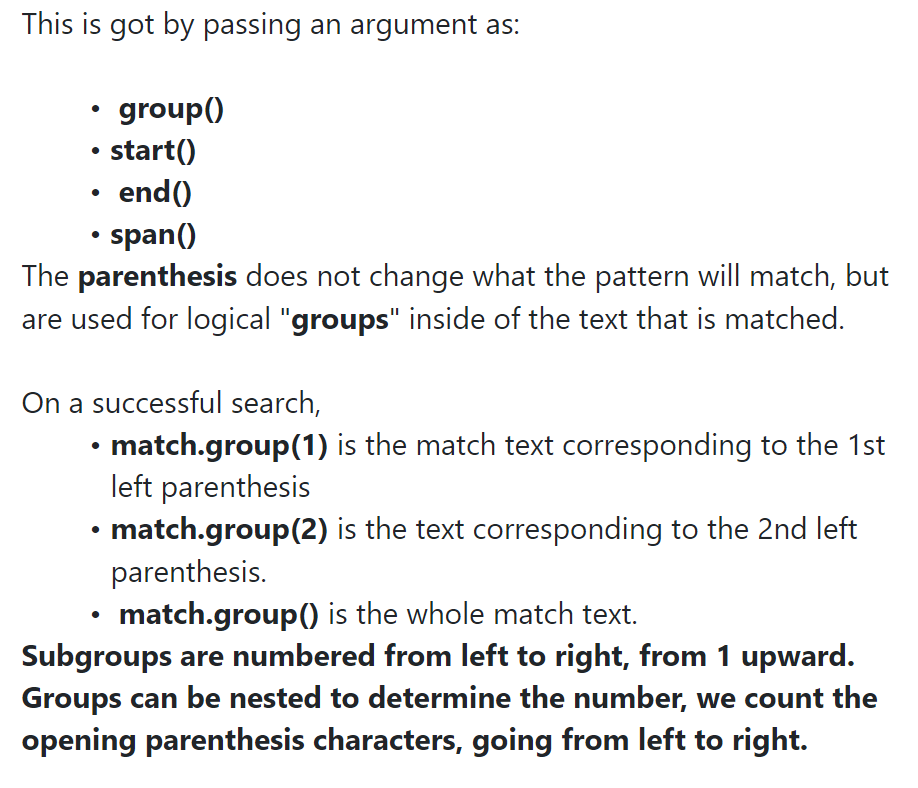 This is got by passing an argument as:
• group()
• start()
• end()
• span()
The parenthesis does not change what the pattern will match, but
are used for logical "groups" inside of the text that is matched.
On a successful search,
• match.group(1) is the match text corresponding to the 1st
left parenthesis
• match.group(2) is the text corresponding to the 2nd left
parenthesis.
• match.group() is the whole match text.
Subgroups are numbered from left to right, from 1 upward.
Groups can be nested to determine the number, we count the
opening parenthesis characters, going from left to right.